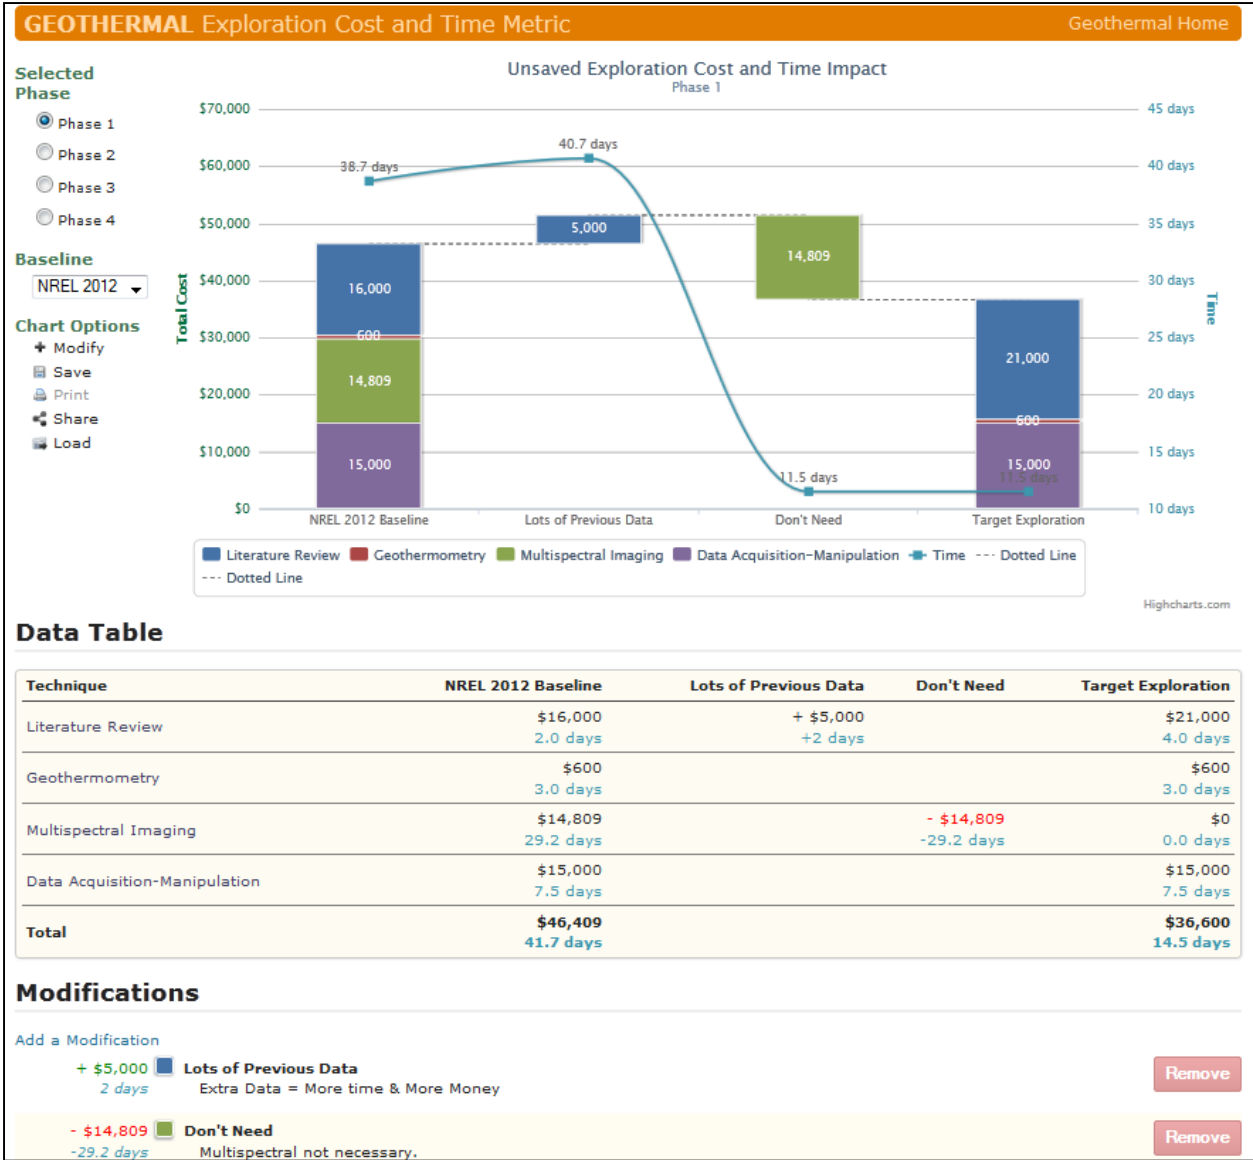 GEOTHERMAL Exploration Cost and Time Metric
Geothermal Home
Selected
Phase
Phase 1
Phase 2
Phase 3
Phase 4
Baseline
NREL 2012
Chart Options
Modify
Save
Print
Share
Load
Unsaved Exploration Cost and Time Impact
Phase 1
Total Cost
$70,000
$60,000
$50,000
$40,000
$30,000
$20,000
$10,000
$0
38.7 days
40.7 days
11.5 days
11.5 days
16,000
600
14,809
15,000
5,000
14,809
21,000
600
15,000
45 days
40 days
35 days
30 days
25 days
20 days
15 days
10 days
Time
NREL 2012 Baseline
Lots of Previous Data
Don't Need
Target Exploration
Literature Review Geothermometry Multispectral Imaging Data Acquisition-Manipulation Time --- Dotted Line
--- Dotted Line
Highcharts.com
Data Table
Technique NREL 2012 Baseline Lots of Previous Data Don't Need Target Exploration
Literature Review $16,000 + $5,000 $21,000
2.0 days +2 days 4.0 days
Geothermometry $600 $600
3.0 days 3.0 days
Multispectral Imaging $14,809 - $14,809 $0
29.2 days -29.2 days 0.0 days
Data Acquisition-Manipulation $15,000 $15,000
7.5 days 7.5 days
Total $46,409 $36,600
41.7 days 14.5 days
Modifications
Add a Modification
+ $5,000 Lots of Previous Data
2 days Extra Data = More time & More Money
Remove
- $14,809 Don't Need
-29.2 days Multispectral not necessary.
Remove